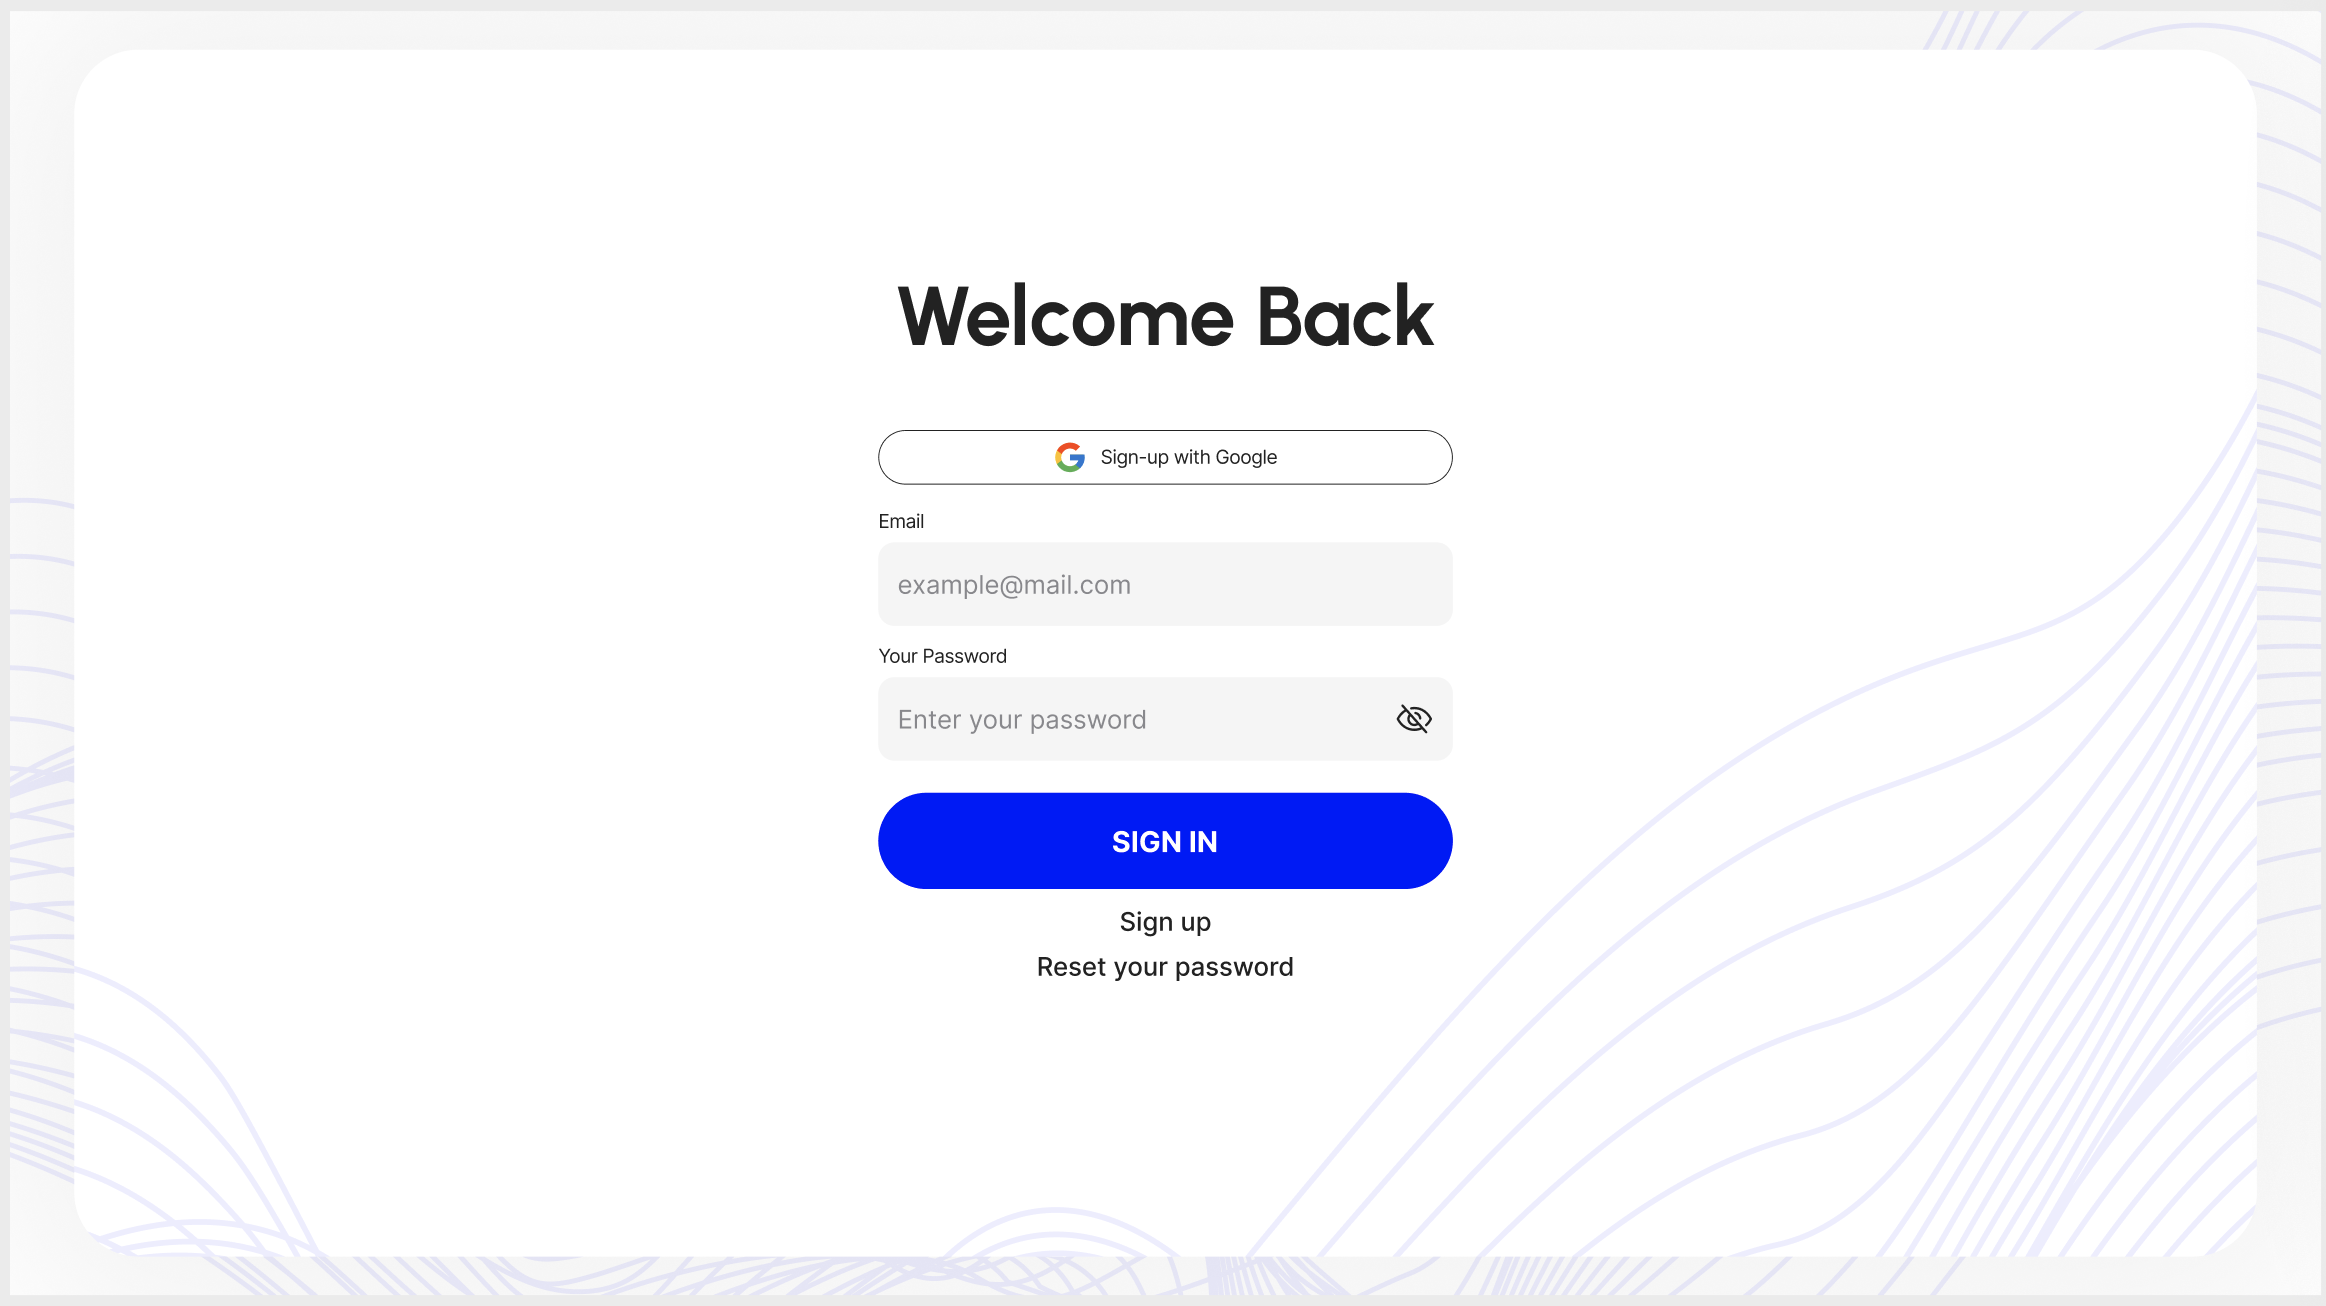 Welcome Back
Sign-up with Google
Email
example@mail.com
Your Password
Enter your password
SIGN IN
Sign up
Reset your password